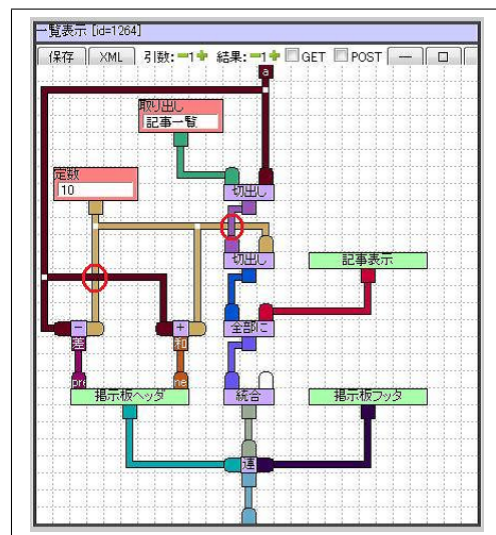 一覧表示 [id=1264]
保存 XML 引数: 1 結果: 1 GET POST
a
取り出し
記事一覧
定数
10
切出し
切出し
記事表示
− + 全部に
差 和
pre ne
掲示板ヘッダ 統合 掲示板フッタ
連